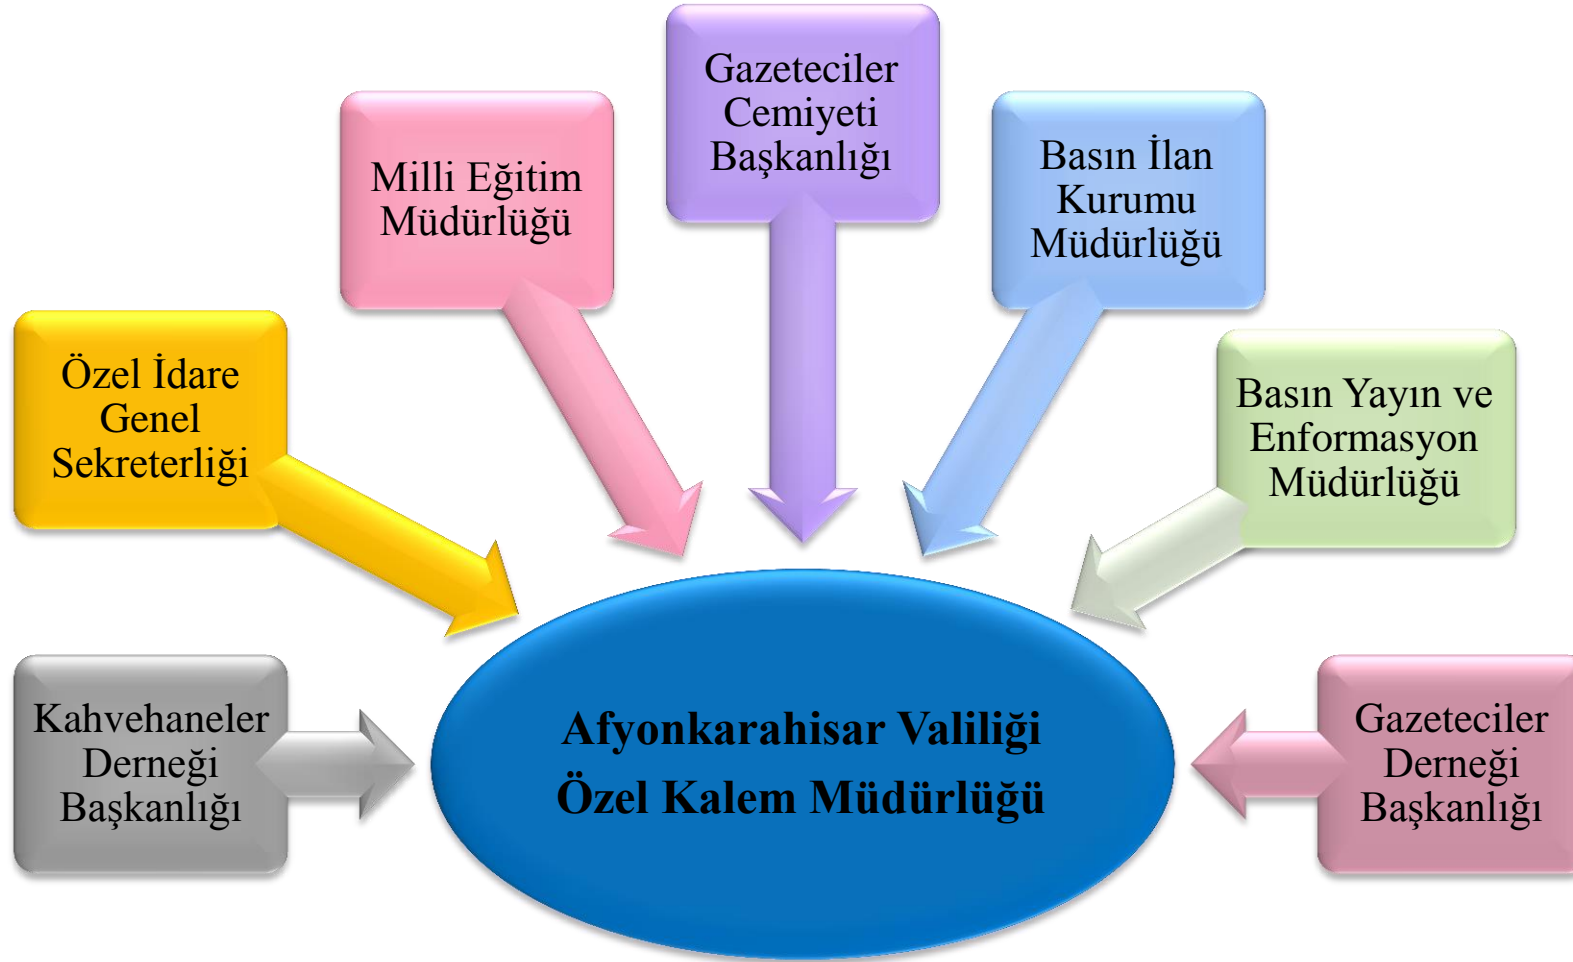 Gazeteciler
Cemiyeti
Başkanlığı
Milli Eğitim
Müdürlüğü
Basın İlan
Kurumu
Müdürlüğü
Özel İdare
Genel
Sekreterliği
Basın Yayın ve
Enformasyon
Müdürlüğü
Kahvehaneler
Derneği
Başkanlığı
Afyonkarahisar Valiliği
Özel Kalem Müdürlüğü
Gazeteciler
Derneği
Başkanlığı